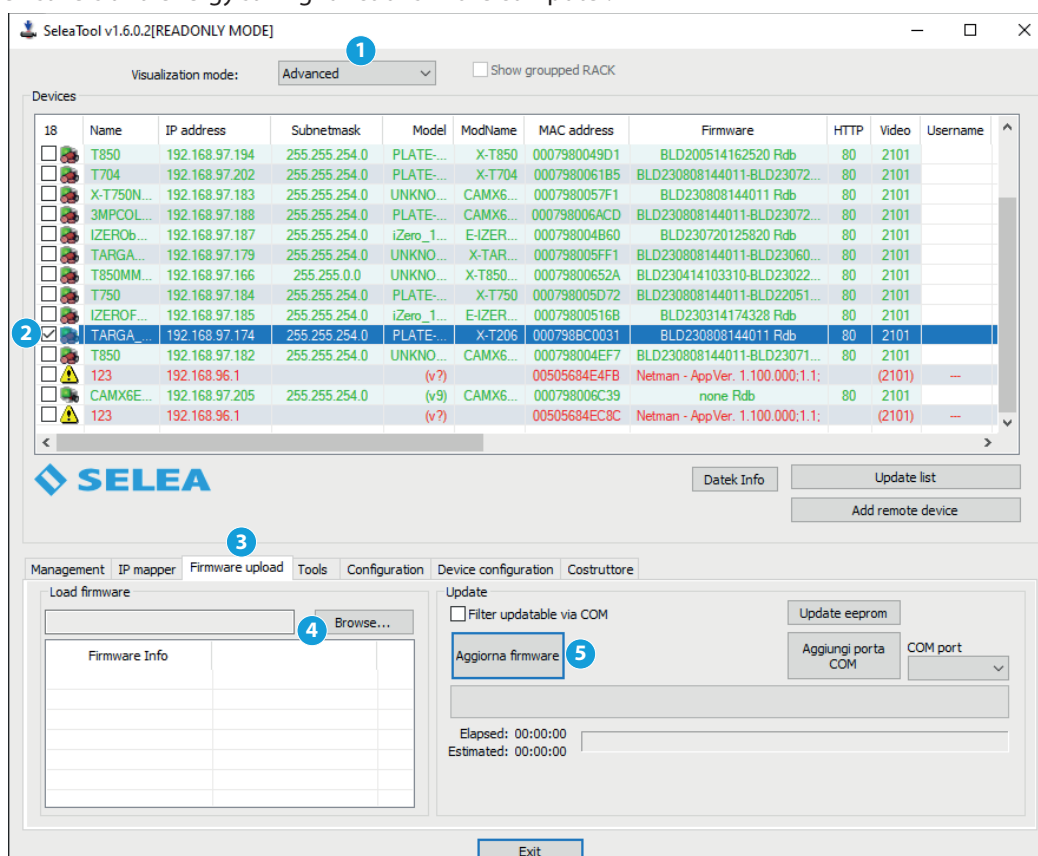 SeleaTool v1.6.0.2[READONLY MODE]
1
Visualization mode: Advanced Show groupped RACK
Devices
18 Name IP address Subnetmask Model ModName MAC address Firmware HTTP Video Username
T850 192.168.97.194 255.255.254.0 PLATE-... X-T850 0007980049D1 BLD200514162520 Rdb 80 2101
T704 192.168.97.202 255.255.254.0 PLATE-... X-T704 0007980061B5 BLD230808144011-BLD23072... 80 2101
X-T750N... 192.168.97.183 255.255.254.0 UNKNO... CAMX6... 0007980057F1 BLD230808144011 Rdb 80 2101
3MPCOL... 192.168.97.188 255.255.254.0 PLATE-... CAMX6... 000798006ACD BLD230808144011-BLD23072... 80 2101
IZEROb... 192.168.97.187 255.255.254.0 iZero_1... E-IZER... 000798004B60 BLD230720125820 Rdb 80 2101
TARGA... 192.168.97.179 255.255.254.0 UNKNO... X-TAR... 000798005FF1 BLD230808144011-BLD23060... 80 2101
T850MM... 192.168.97.166 255.255.0.0 UNKNO... X-T850... 00079800652A BLD230414103310-BLD23022... 80 2101
T750 192.168.97.184 255.255.254.0 PLATE-... X-T750 000798005D72 BLD230808144011-BLD22051... 80 2101
IZEROF... 192.168.97.185 255.255.254.0 iZero_1... E-IZER... 00079800516B BLD230314174328 Rdb 80 2101
2 TARGA_... 192.168.97.174 255.255.254.0 PLATE-... X-T206 000798BC0031 BLD230808144011 Rdb 80 2101
T850 192.168.97.182 255.255.254.0 UNKNO... CAMX6... 000798004EF7 BLD230808144011-BLD23071... 80 2101
123 192.168.96.1 (v?) 00505684E4FB Netman - AppVer. 1.100.000;1.1; (2101) ---
CAMX6E... 192.168.97.205 255.255.254.0 (v9) CAMX6... 000798006C39 none Rdb 80 2101
123 192.168.96.1 (v?) 00505684EC8C Netman - AppVer. 1.100.000;1.1; (2101) ---
SELEA
Datek Info Update list
Add remote device
3
Management IP mapper Firmware upload Tools Configuration Device configuration Costruttore
Load firmware
4 Browse...
Firmware Info
Update
Filter updatable via COM
Update eeprom
Aggiorna firmware 5
Aggiungi porta COM
COM port
Elapsed: 00:00:00
Estimated: 00:00:00
Exit